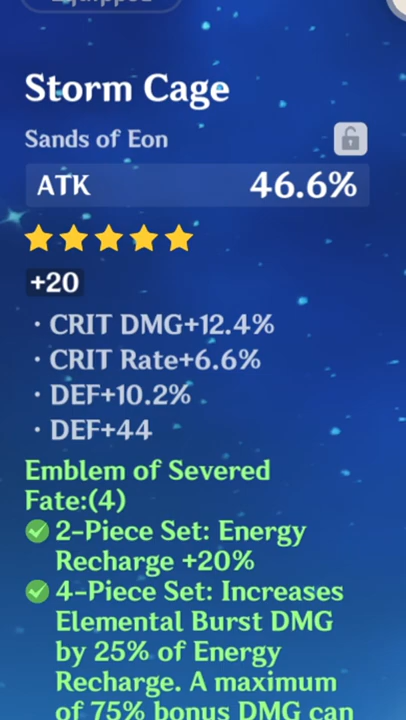 Equipped
Storm Cage
Sands of Eon
ATK 46.6%
+20
· CRIT DMG+12.4%
· CRIT Rate+6.6%
· DEF+10.2%
· DEF+44
Emblem of Severed
Fate:(4)
2-Piece Set: Energy
Recharge +20%
4-Piece Set: Increases
Elemental Burst DMG
by 25% of Energy
Recharge. A maximum
of 75% bonus DMG can